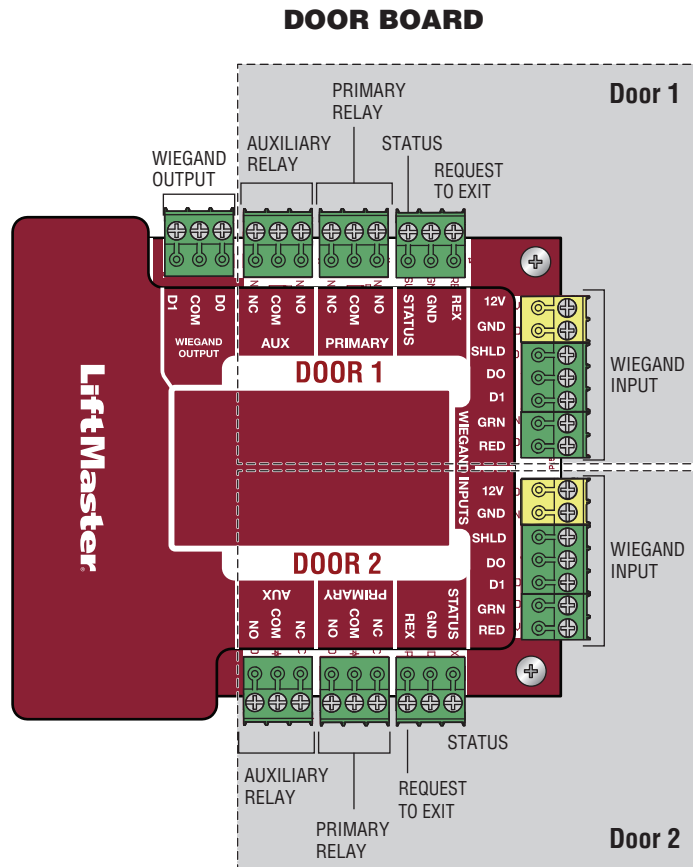 DOOR BOARD
Door 1
PRIMARY
RELAY
AUXILIARY
RELAY
STATUS
WIEGAND
OUTPUT
REQUEST
TO EXIT
D1
COM
D0
WIEGAND
OUTPUT
NC
COM
NO
AUX
NC
COM
NO
PRIMARY
STATUS
GND
REX
DOOR 1
12V
GND
SHLD
DO
D1
GRN
RED
WIEGAND
INPUT
LiftMaster®
WIEGAND INPUTS
12V
GND
SHLD
DO
D1
GRN
RED
WIEGAND
INPUT
DOOR 2
AUX
NO
COM
NC
PRIMARY
NO
COM
NC
REX
GND
STATUS
AUXILIARY
RELAY
PRIMARY
RELAY
REQUEST
TO EXIT
STATUS
Door 2